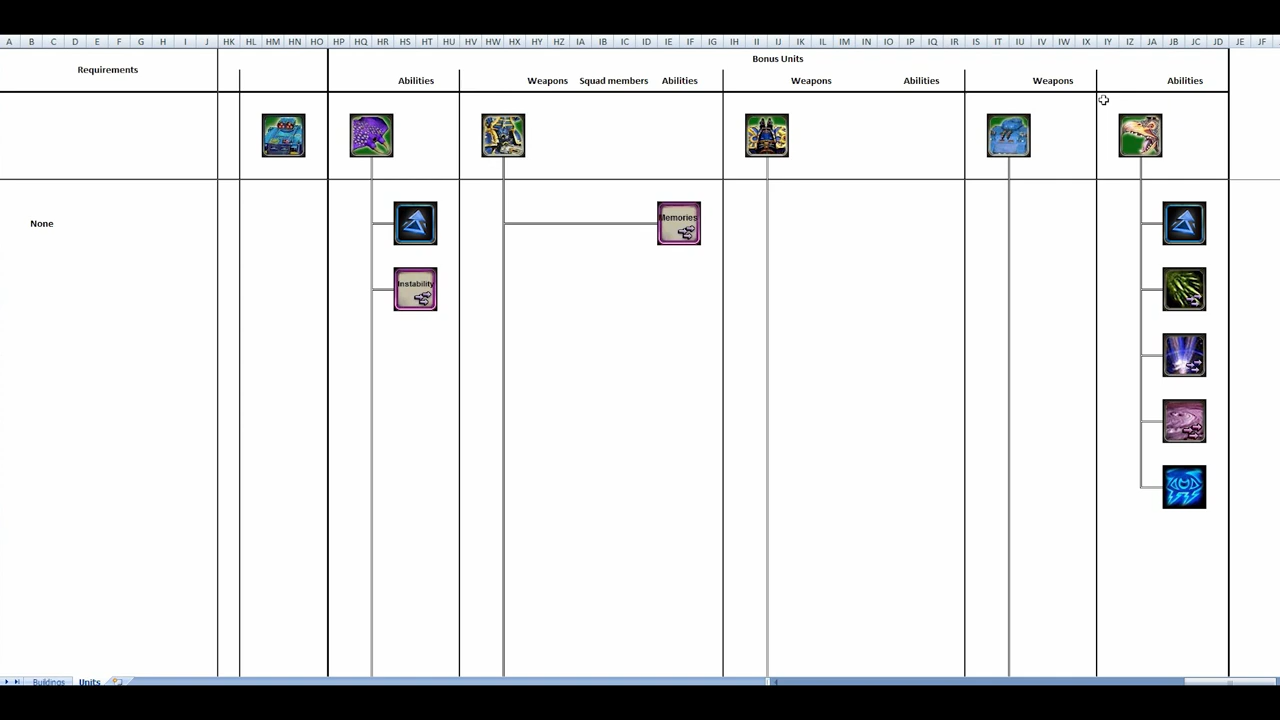 A B C D E F G H I J HK HL HM HN HO HP HQ HR HS HT HU HV HW HX HY HZ IA IB IC ID IE IF IG IH II IJ IK IL IM IN IO IP IQ IR IS IT IU IV IW IX IY IZ JA JB JC JD JE JF
Bonus Units
Requirements
Abilities Weapons Squad members Abilities Weapons Abilities Weapons Abilities
None
Memories
Instability
Buildings Units